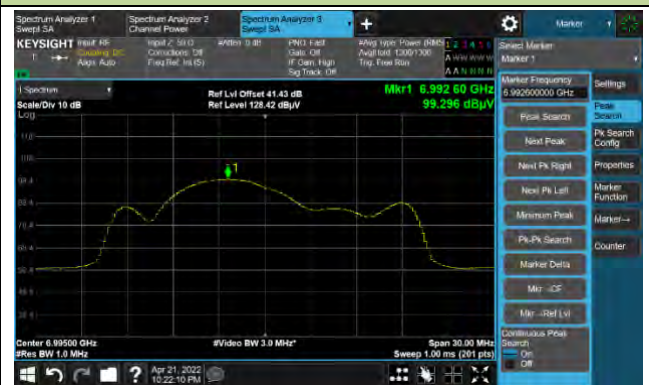 Spectrum Analyzer 1
Swept SA
Spectrum Analyzer 2
Channel Power
Spectrum Analyzer 3
Swept SA
+
Marker
KEYSIGHT
Input: RF
Coupling: DC
Align: Auto
Input Z: 50 Ω
Corrections: Off
Freq Ref: Int (S)
#Atten: 0 dB
PNO: Fast
Gate: Off
IF Gain: High
Sig Track: Off
Avg Type: Power (RMS)
Avg|Hold: 1300/1300
Trig: Free Run
1 2 3 4 5 6
A W W W W W
A A N N N N
Select Marker
Marker 1
1 Spectrum
Scale/Div 10 dB
Log
Ref Lvl Offset 41.43 dB
Ref Level 128.42 dBµV
Mkr1 6.992 60 GHz
99.296 dBµV
1
Marker Frequency
6.992600000 GHz
Peak Search
Next Peak
Next Pk Right
Next Pk Left
Minimum Peak
Pk-Pk Search
Marker Delta
Mkr→CF
Mkr→Ref Lvl
Continuous Peak
Search
On
Off
Settings
Peak
Search
Pk Search
Config
Properties
Marker
Function
Marker→
Counter
Center 6.99500 GHz
#Res BW 1.0 MHz
#Video BW 3.0 MHz*
Span 30.00 MHz
Sweep 1.00 ms (201 pts)
?
Apr 21, 2022
10:22:10 PM